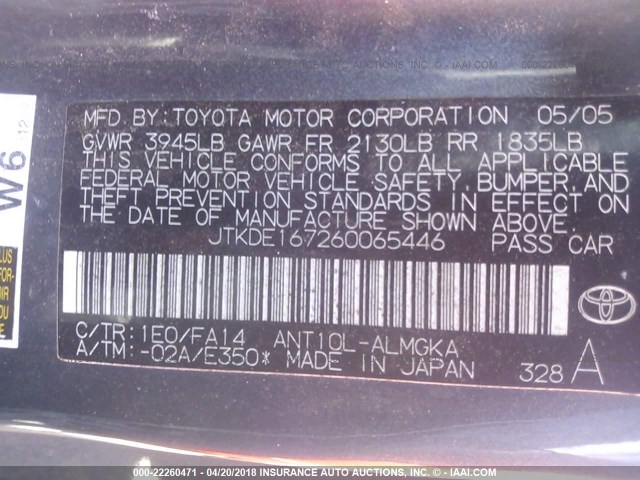 MFD. BY: TOYOTA MOTOR CORPORATION 05/05
GVWR 3945LB GAWR FR 2130LB RR 1835LB
THIS VEHICLE CONFORMS TO ALL APPLICABLE
FEDERAL MOTOR VEHICLE SAFETY, BUMPER, AND
THEFT PREVENTION STANDARDS IN EFFECT ON
THE DATE OF MANUFACTURE SHOWN ABOVE.
JTKDE167260065446 PASS CAR
C/TR: 1E0/FA14 ANT10L-ALMGKA
A/TM: -02A/E350* MADE IN JAPAN
328 A
W6
12
000-22260471 - 04/20/2018 INSURANCE AUTO AUCTIONS, INC. - © - IAAI.COM